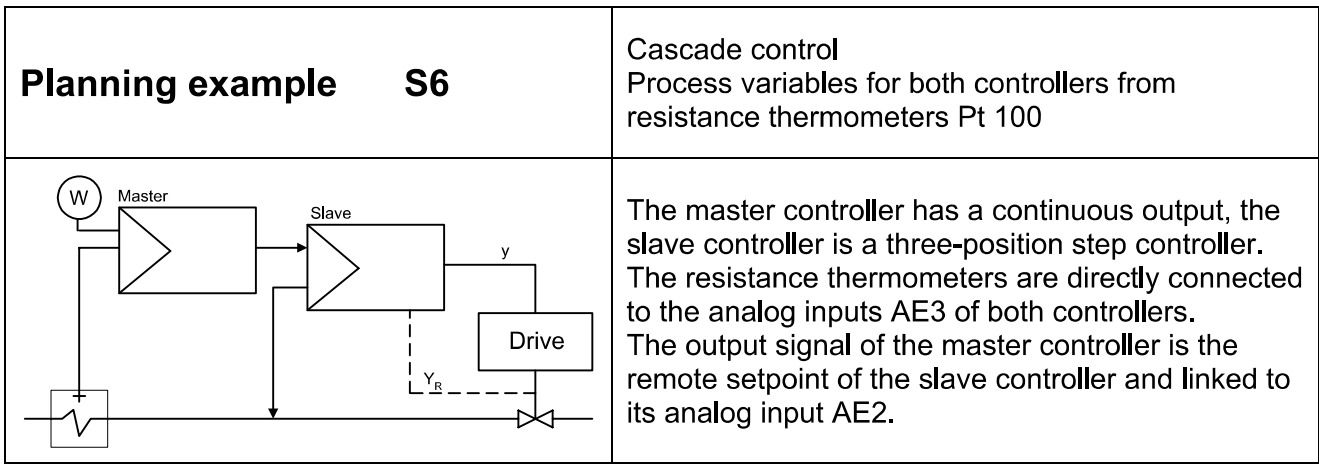 Planning example S6
Cascade control
Process variables for both controllers from
resistance thermometers Pt 100
W
Master
Slave
y
Drive
Y_R
The master controller has a continuous output, the
slave controller is a three-position step controller.
The resistance thermometers are directly connected
to the analog inputs AE3 of both controllers.
The output signal of the master controller is the
remote setpoint of the slave controller and linked to
its analog input AE2.